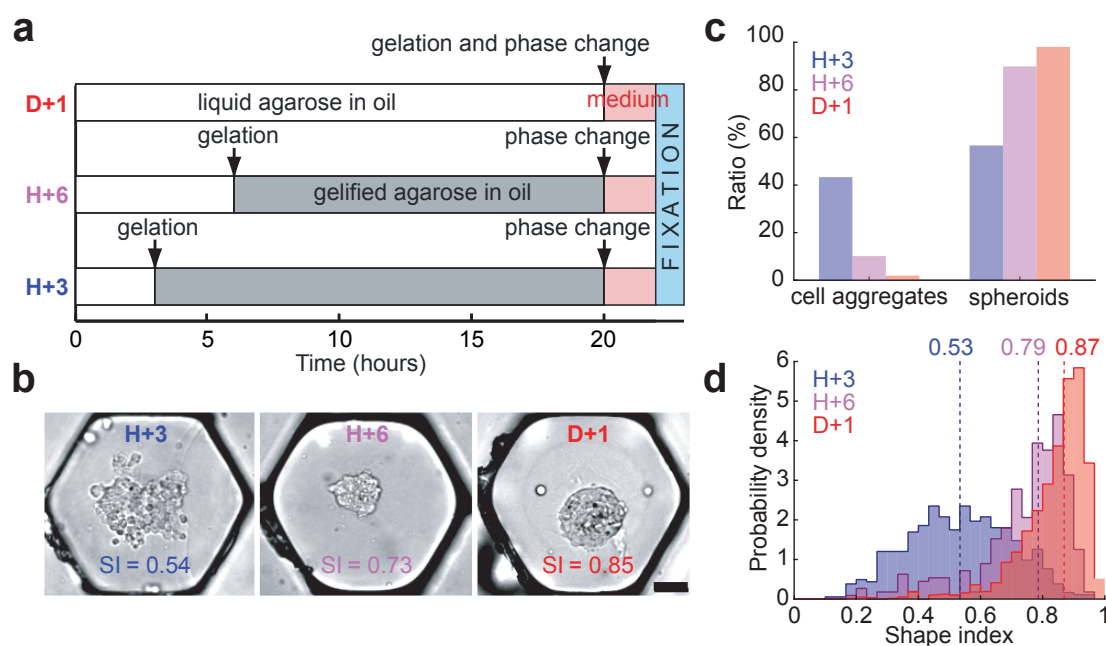 a
gelation and phase change
D+1
liquid agarose in oil
medium
gelation
phase change
H+6
gelified agarose in oil
gelation
phase change
H+3
FIXATION
0
5
10
15
20
Time (hours)
b
H+3
SI = 0.54
H+6
SI = 0.73
D+1
SI = 0.85
c
H+3
H+6
D+1
Ratio (%)
100
80
60
40
20
0
cell aggregates
spheroids
d
0.53
0.79
0.87
H+3
H+6
D+1
Probability density
6
5
4
3
2
1
0
0
0.2
0.4
0.6
0.8
1
Shape index